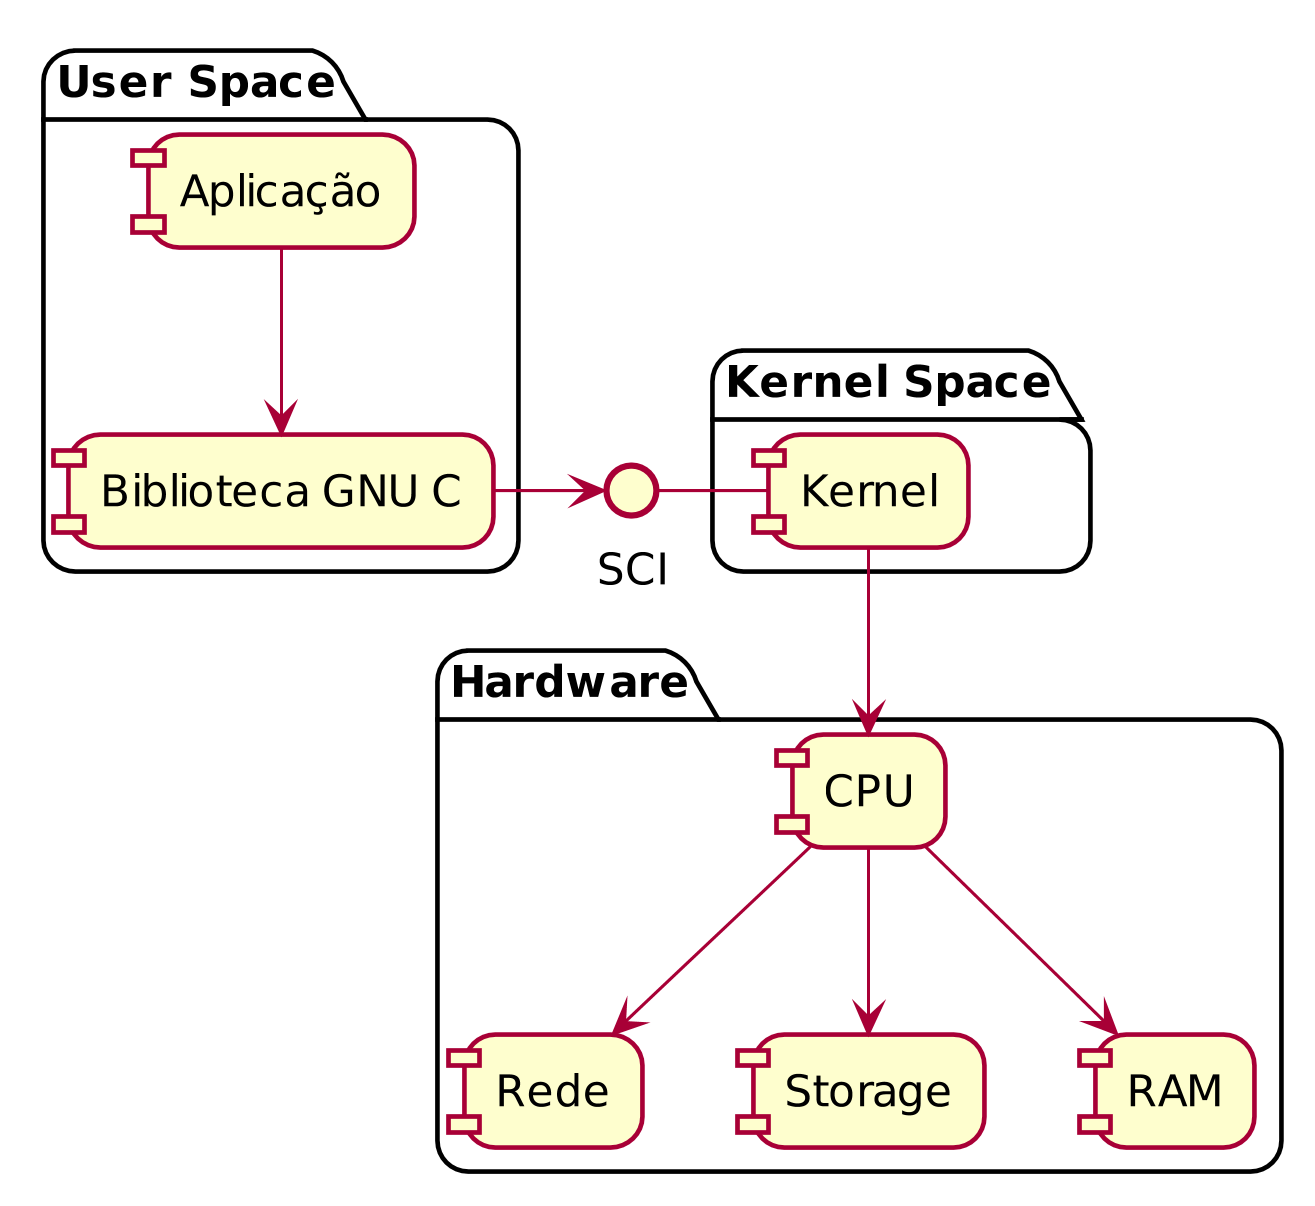 User Space
Aplicação
Kernel Space
Biblioteca GNU C
Kernel
SCI
Hardware
CPU
Rede
Storage
RAM